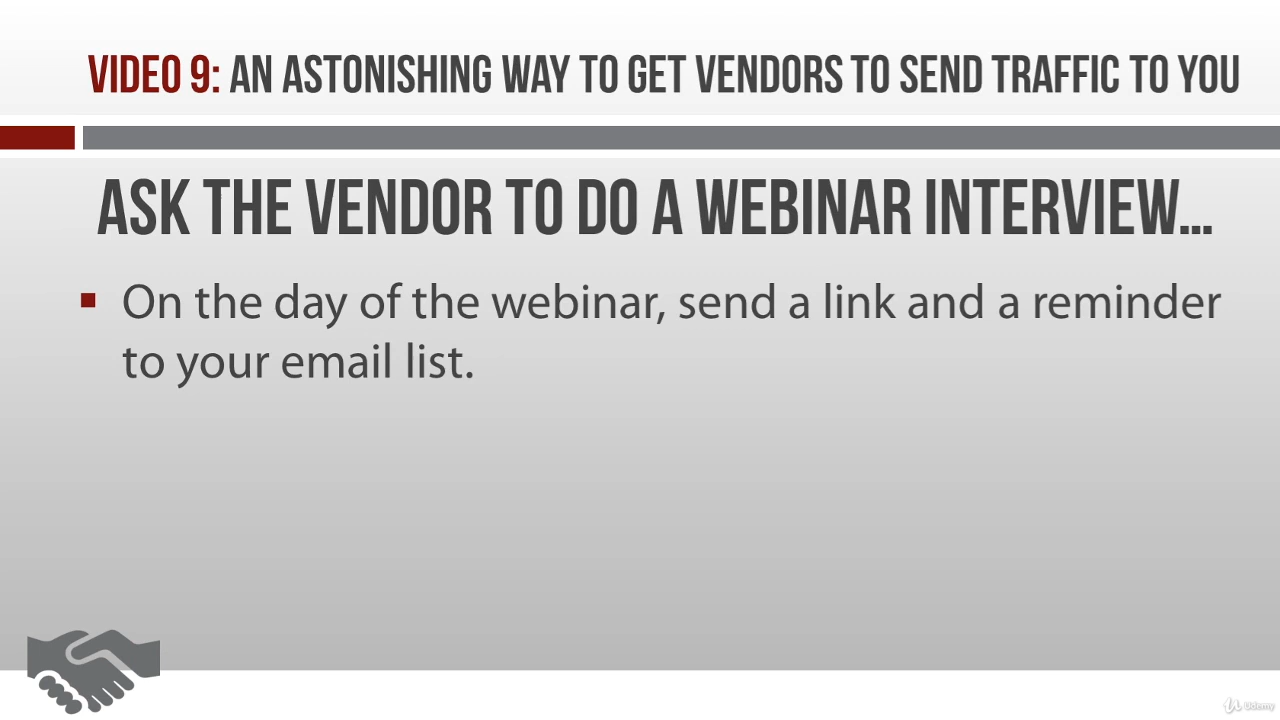 VIDEO 9: AN ASTONISHING WAY TO GET VENDORS TO SEND TRAFFIC TO YOU
ASK THE VENDOR TO DO A WEBINAR INTERVIEW...
On the day of the webinar, send a link and a reminder
to your email list.
Udemy